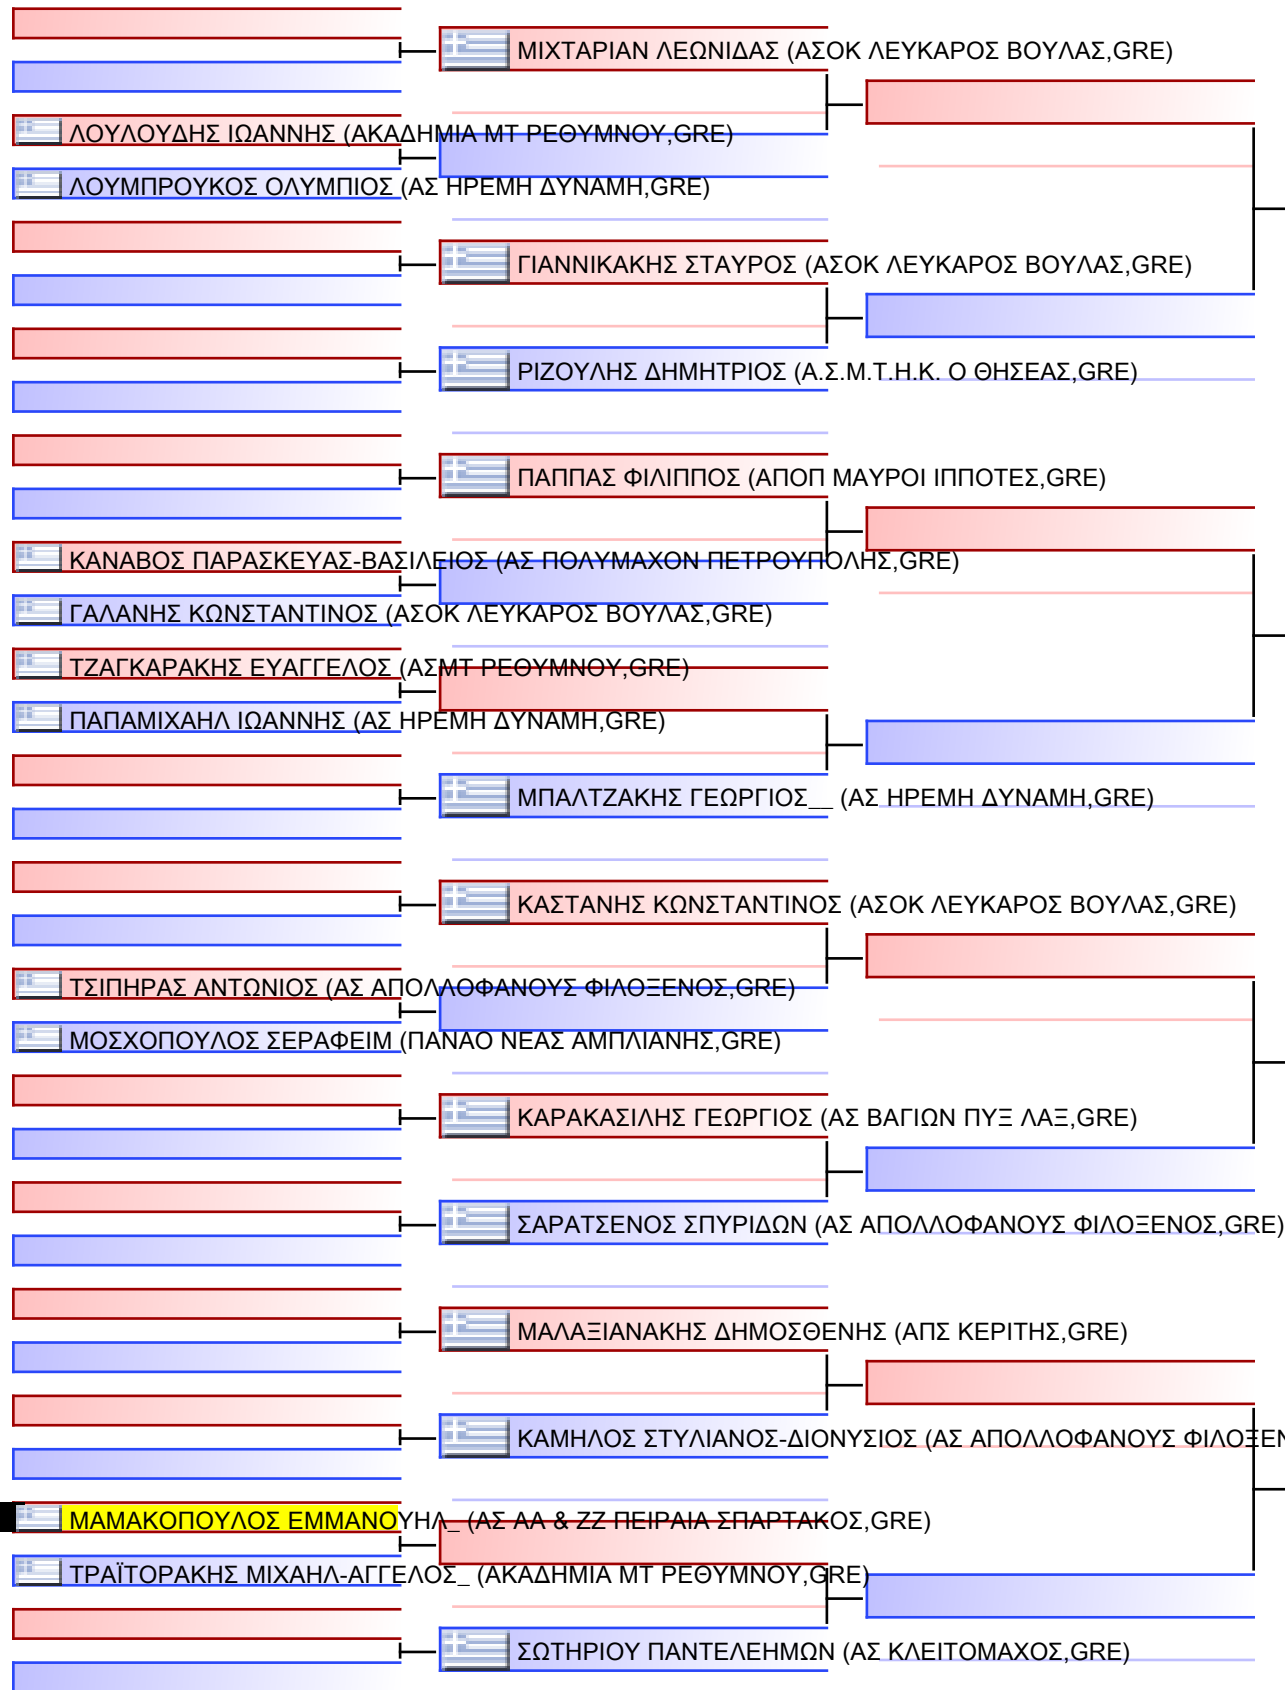 ΜΙΧΤΑΡΙΑΝ ΛΕΩΝΙΔΑΣ (ΑΣΟΚ ΛΕΥΚΑΡΟΣ ΒΟΥΛΑΣ,GRE)
ΛΟΥΛΟΥΔΗΣ ΙΩΑΝΝΗΣ (ΑΚΑΔΗΜΙΑ ΜΤ ΡΕΘΥΜΝΟΥ,GRE)
ΛΟΥΜΠΡΟΥΚΟΣ ΟΛΥΜΠΙΟΣ (ΑΣ ΗΡΕΜΗ ΔΥΝΑΜΗ,GRE)
ΓΙΑΝΝΙΚΑΚΗΣ ΣΤΑΥΡΟΣ (ΑΣΟΚ ΛΕΥΚΑΡΟΣ ΒΟΥΛΑΣ,GRE)
ΡΙΖΟΥΛΗΣ ΔΗΜΗΤΡΙΟΣ (Α.Σ.Μ.Τ.Η.Κ. Ο ΘΗΣΕΑΣ,GRE)
ΠΑΠΠΑΣ ΦΙΛΙΠΠΟΣ (ΑΠΟΠ ΜΑΥΡΟΙ ΙΠΠΟΤΕΣ,GRE)
ΚΑΝΑΒΟΣ ΠΑΡΑΣΚΕΥΑΣ-ΒΑΣΙΛΕΙΟΣ (ΑΣ ΠΟΛΥΜΑΧΟΝ ΠΕΤΡΟΥΠΟΛΗΣ,GRE)
ΓΑΛΑΝΗΣ ΚΩΝΣΤΑΝΤΙΝΟΣ (ΑΣΟΚ ΛΕΥΚΑΡΟΣ ΒΟΥΛΑΣ,GRE)
ΤΖΑΓΚΑΡΑΚΗΣ ΕΥΑΓΓΕΛΟΣ (ΑΣΜΤ ΡΕΘΥΜΝΟΥ,GRE)
ΠΑΠΑΜΙΧΑΗΛ ΙΩΑΝΝΗΣ (ΑΣ ΗΡΕΜΗ ΔΥΝΑΜΗ,GRE)
ΜΠΑΛΤΖΑΚΗΣ ΓΕΩΡΓΙΟΣ__ (ΑΣ ΗΡΕΜΗ ΔΥΝΑΜΗ,GRE)
ΚΑΣΤΑΝΗΣ ΚΩΝΣΤΑΝΤΙΝΟΣ (ΑΣΟΚ ΛΕΥΚΑΡΟΣ ΒΟΥΛΑΣ,GRE)
ΤΣΙΠΗΡΑΣ ΑΝΤΩΝΙΟΣ (ΑΣ ΑΠΟΛΛΟΦΑΝΟΥΣ ΦΙΛΟΞΕΝΟΣ,GRE)
ΜΟΣΧΟΠΟΥΛΟΣ ΣΕΡΑΦΕΙΜ (ΠΑΝΑΟ ΝΕΑΣ ΑΜΠΛΙΑΝΗΣ,GRE)
ΚΑΡΑΚΑΣΙΛΗΣ ΓΕΩΡΓΙΟΣ (ΑΣ ΒΑΓΙΩΝ ΠΥΞ ΛΑΞ,GRE)
ΣΑΡΑΤΣΕΝΟΣ ΣΠΥΡΙΔΩΝ (ΑΣ ΑΠΟΛΛΟΦΑΝΟΥΣ ΦΙΛΟΞΕΝΟΣ,GRE)
ΜΑΛΑΞΙΑΝΑΚΗΣ ΔΗΜΟΣΘΕΝΗΣ (ΑΠΣ ΚΕΡΙΤΗΣ,GRE)
ΚΑΜΗΛΟΣ ΣΤΥΛΙΑΝΟΣ-ΔΙΟΝΥΣΙΟΣ (ΑΣ ΑΠΟΛΛΟΦΑΝΟΥΣ ΦΙΛΟΞΕΝ
ΜΑΜΑΚΟΠΟΥΛΟΣ ΕΜΜΑΝΟΥΗΛ_ (ΑΣ ΑΑ & ΖΖ ΠΕΙΡΑΙΑ ΣΠΑΡΤΑΚΟΣ,GRE)
ΤΡΑΪΤΟΡΑΚΗΣ ΜΙΧΑΗΛ-ΑΓΓΕΛΟΣ_ (ΑΚΑΔΗΜΙΑ ΜΤ ΡΕΘΥΜΝΟΥ,GRE)
ΣΩΤΗΡΙΟΥ ΠΑΝΤΕΛΕΗΜΩΝ (ΑΣ ΚΛΕΙΤΟΜΑΧΟΣ,GRE)